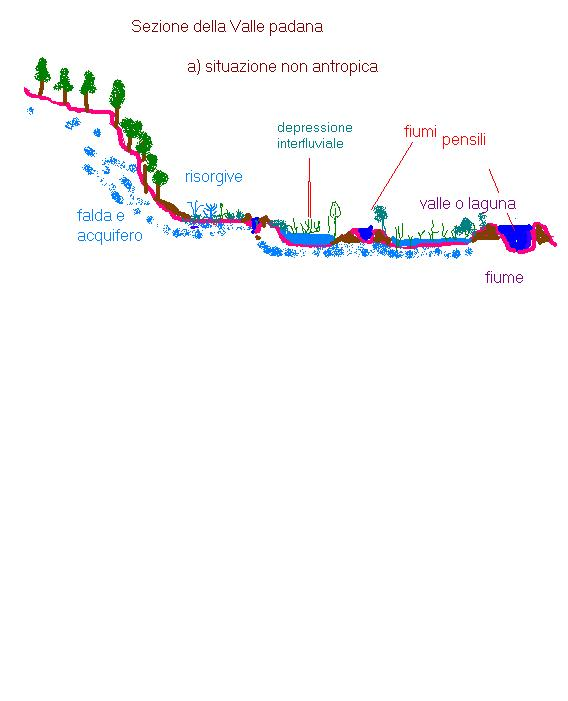 Sezione della Valle padana
a) situazione non antropica
depressione
interfluviale
fiumi pensili
risorgive
valle o laguna
falda e
acquifero
fiume